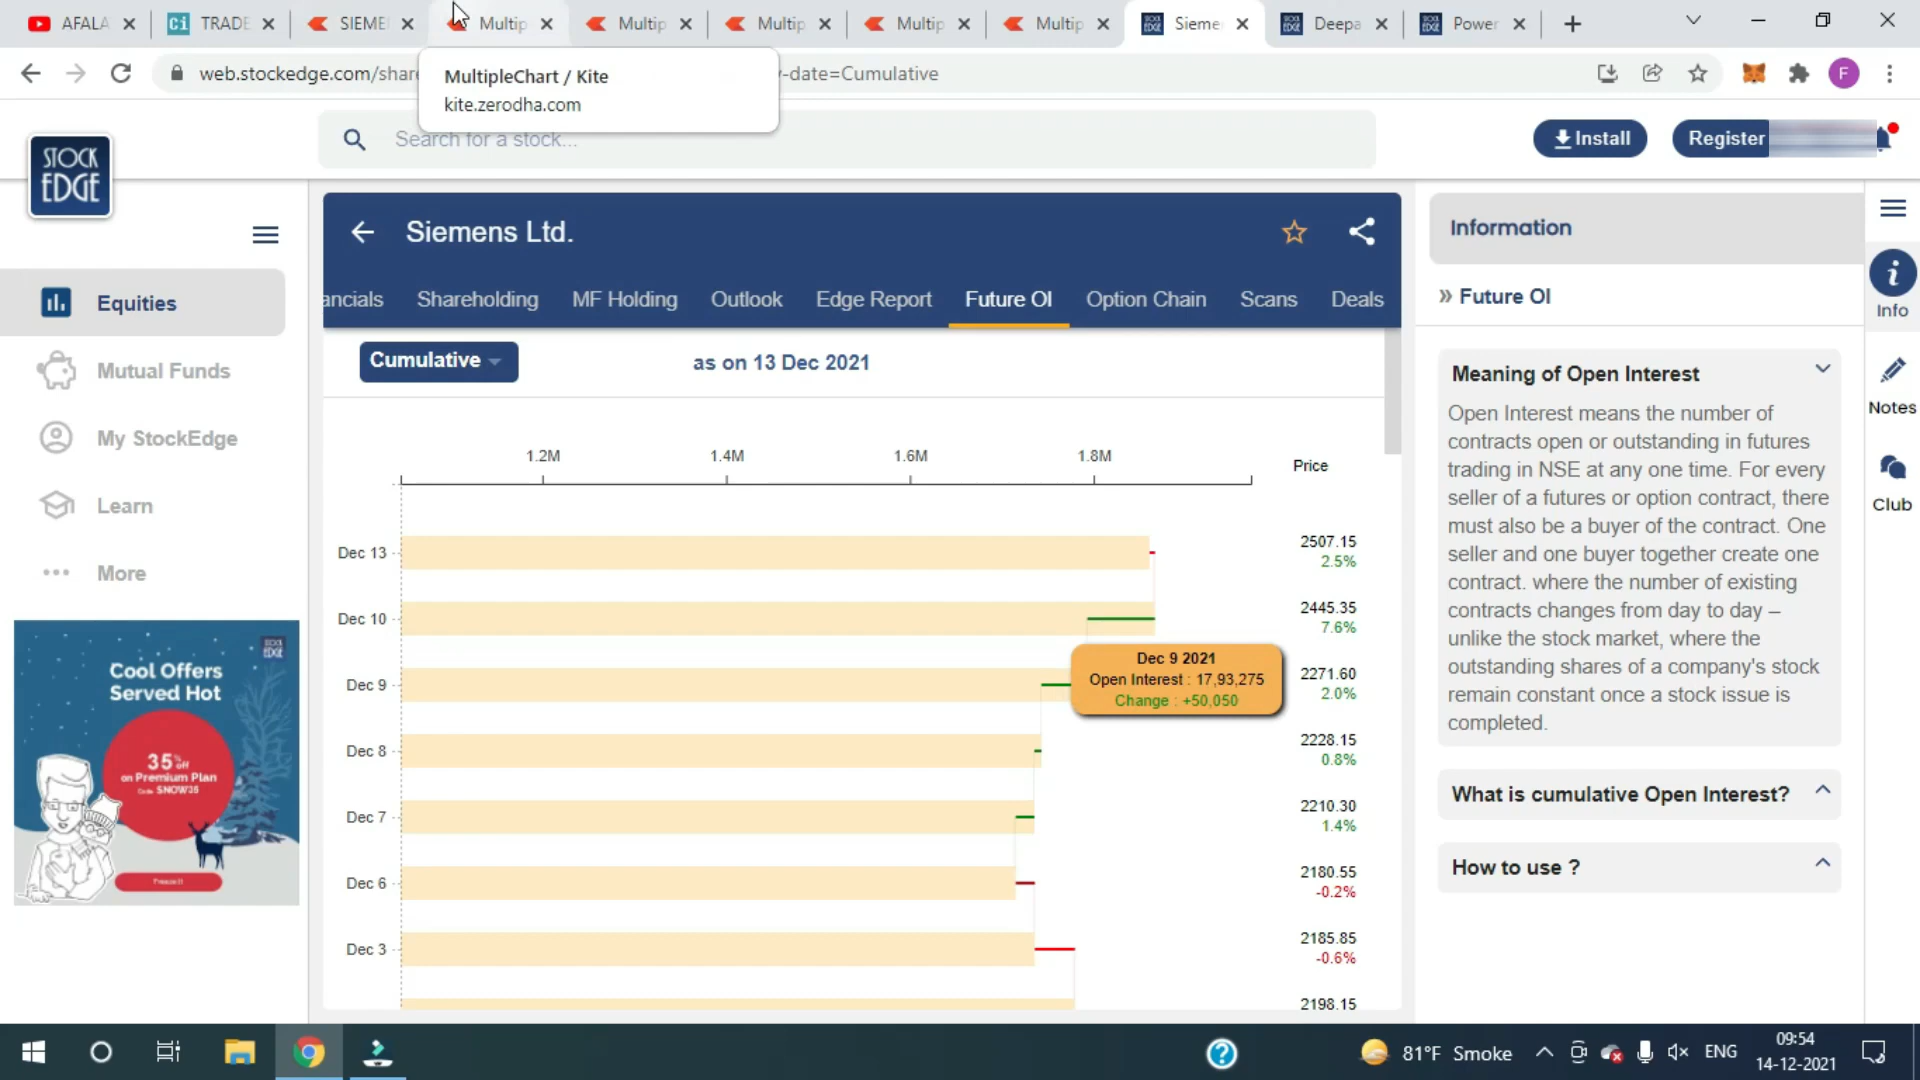 AFALA
TRADE
SIEME
Multip
Multip
Multip
Multip
Multip
Sieme
Deepa
Power
web.stockedge.com/share
-date=Cumulative
MultipleChart / Kite
kite.zerodha.com
F
STOCK
EDGE
Search for a stock...
Install
Register
Siemens Ltd.
ancials
Shareholding
MF Holding
Outlook
Edge Report
Future OI
Option Chain
Scans
Deals
Equities
Mutual Funds
My StockEdge
Learn
More
Cool Offers
Served Hot
35% off
on Premium Plan
Code SNOW35
Cumulative
as on 13 Dec 2021
1.2M
1.4M
1.6M
1.8M
Price
Dec 13
2507.15
2.5%
Dec 10
2445.35
7.6%
Dec 9
2271.60
2.0%
Dec 9 2021
Open Interest : 17,93,275
Change : +50,050
Dec 8
2228.15
0.8%
Dec 7
2210.30
1.4%
Dec 6
2180.55
-0.2%
Dec 3
2185.85
-0.6%
2198.15
Information
» Future OI
Meaning of Open Interest
Open Interest means the number of
contracts open or outstanding in futures
trading in NSE at any one time. For every
seller of a futures or option contract, there
must also be a buyer of the contract. One
seller and one buyer together create one
contract. where the number of existing
contracts changes from day to day –
unlike the stock market, where the
outstanding shares of a company's stock
remain constant once a stock issue is
completed.
What is cumulative Open Interest?
How to use ?
Info
Notes
Club
81°F Smoke
ENG
09:54
14-12-2021